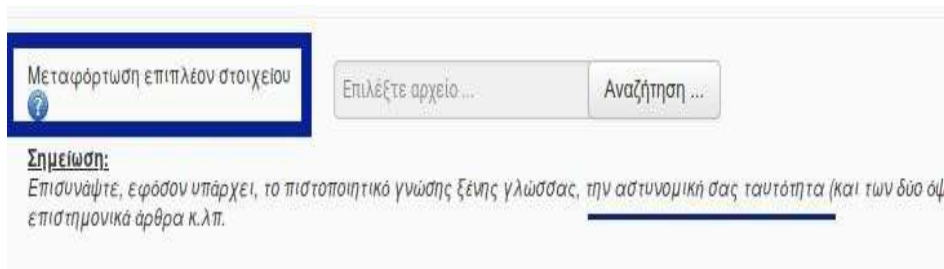 Μεταφόρτωση επιπλέον στοιχείου
?
Επιλέξτε αρχείο ...
Αναζήτηση ...
Σημείωση:
Επισυνάψτε, εφόσον υπάρχει, το πιστοποιητικό γνώσης ξένης γλώσσας, την αστυνομική σας ταυτότητα (και των δύο
επιστημονικά άρθρα κ.λπ.